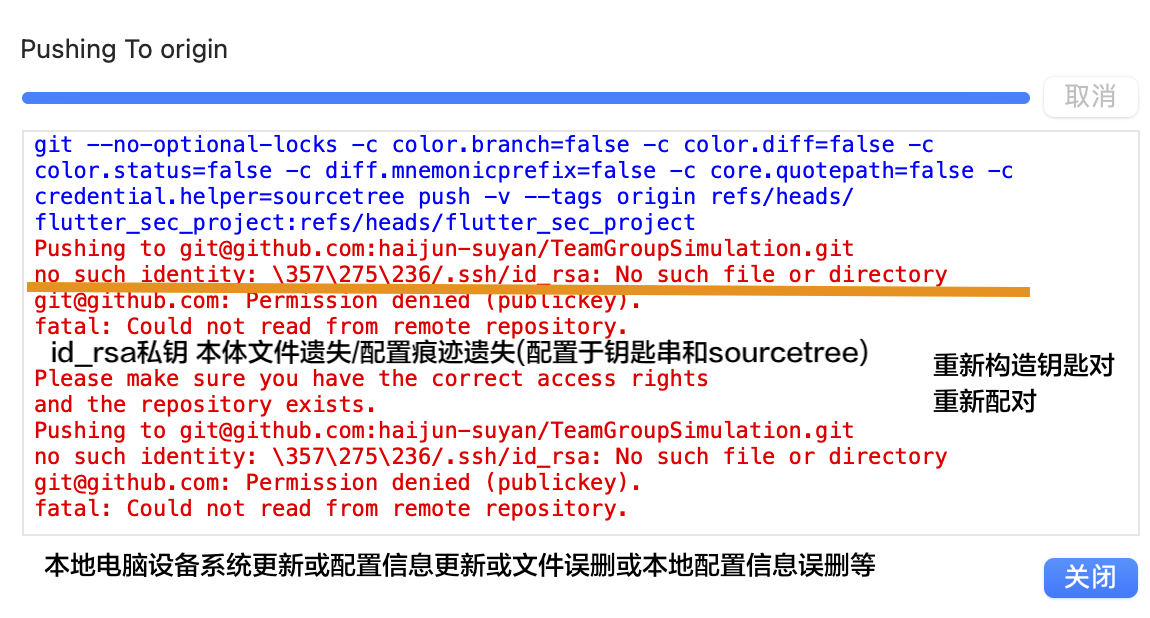 Pushing To origin
取消
git --no-optional-locks -c color.branch=false -c color.diff=false -c
color.status=false -c diff.mnemonicprefix=false -c core.quotepath=false -c
credential.helper=sourcetree push -v --tags origin refs/heads/
flutter_sec_project:refs/heads/flutter_sec_project
Pushing to git@github.com:haijun-suyan/TeamGroupSimulation.git
no such identity: \357\275\236/.ssh/id_rsa: No such file or directory
git@github.com: Permission denied (publickey).
fatal: Could not read from remote repository.
id_rsa私钥 本体文件遗失/配置痕迹遗失(配置于钥匙串和sourcetree)
重新构造钥匙对
Please make sure you have the correct access rights
重新配对
and the repository exists.
Pushing to git@github.com:haijun-suyan/TeamGroupSimulation.git
no such identity: \357\275\236/.ssh/id_rsa: No such file or directory
git@github.com: Permission denied (publickey).
fatal: Could not read from remote repository.
本地电脑设备系统更新或配置信息更新或文件误删或本地配置信息误删等
关闭